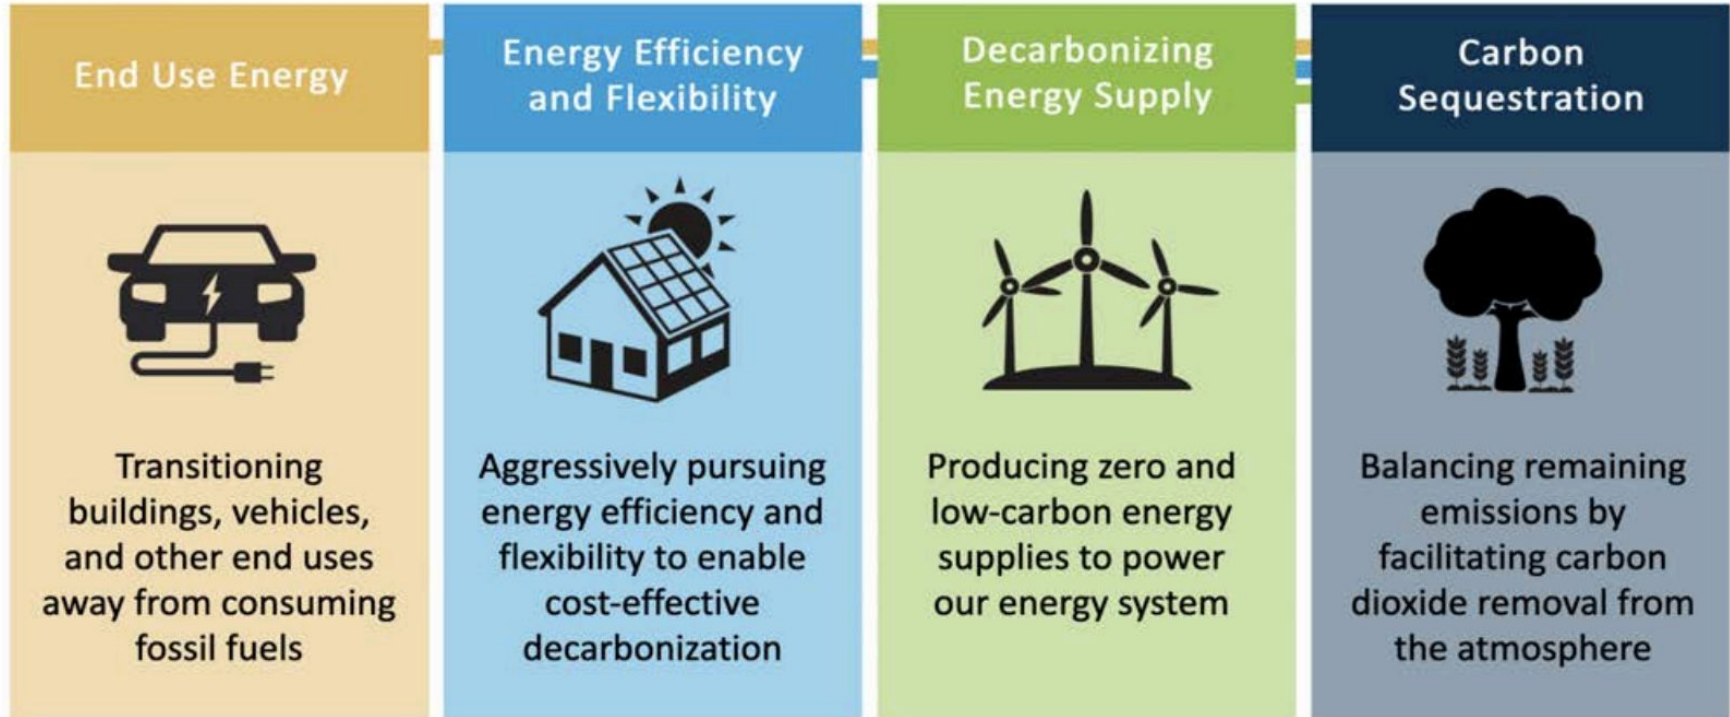 End Use Energy
Transitioning
buildings, vehicles,
and other end uses
away from consuming
fossil fuels
Energy Efficiency
and Flexibility
Aggressively pursuing
energy efficiency and
flexibility to enable
cost-effective
decarbonization
Decarbonizing
Energy Supply
Producing zero and
low-carbon energy
supplies to power
our energy system
Carbon
Sequestration
Balancing remaining
emissions by
facilitating carbon
dioxide removal from
the atmosphere